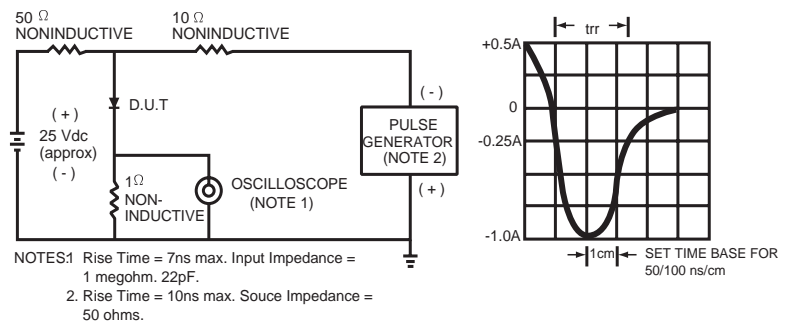 50 Ω
NONINDUCTIVE
10 Ω
NONINDUCTIVE
D.U.T
( + )
25 Vdc
(approx)
( - )
1Ω
NON-
INDUCTIVE
OSCILLOSCOPE
(NOTE 1)
( - )
PULSE
GENERATOR
(NOTE 2)
( + )
trr
+0.5A
0
-0.25A
-1.0A
1cm
SET TIME BASE FOR
50/100 ns/cm
NOTES:1 Rise Time = 7ns max. Input Impedance =
1 megohm. 22pF.
2. Rise Time = 10ns max. Souce Impedance =
50 ohms.